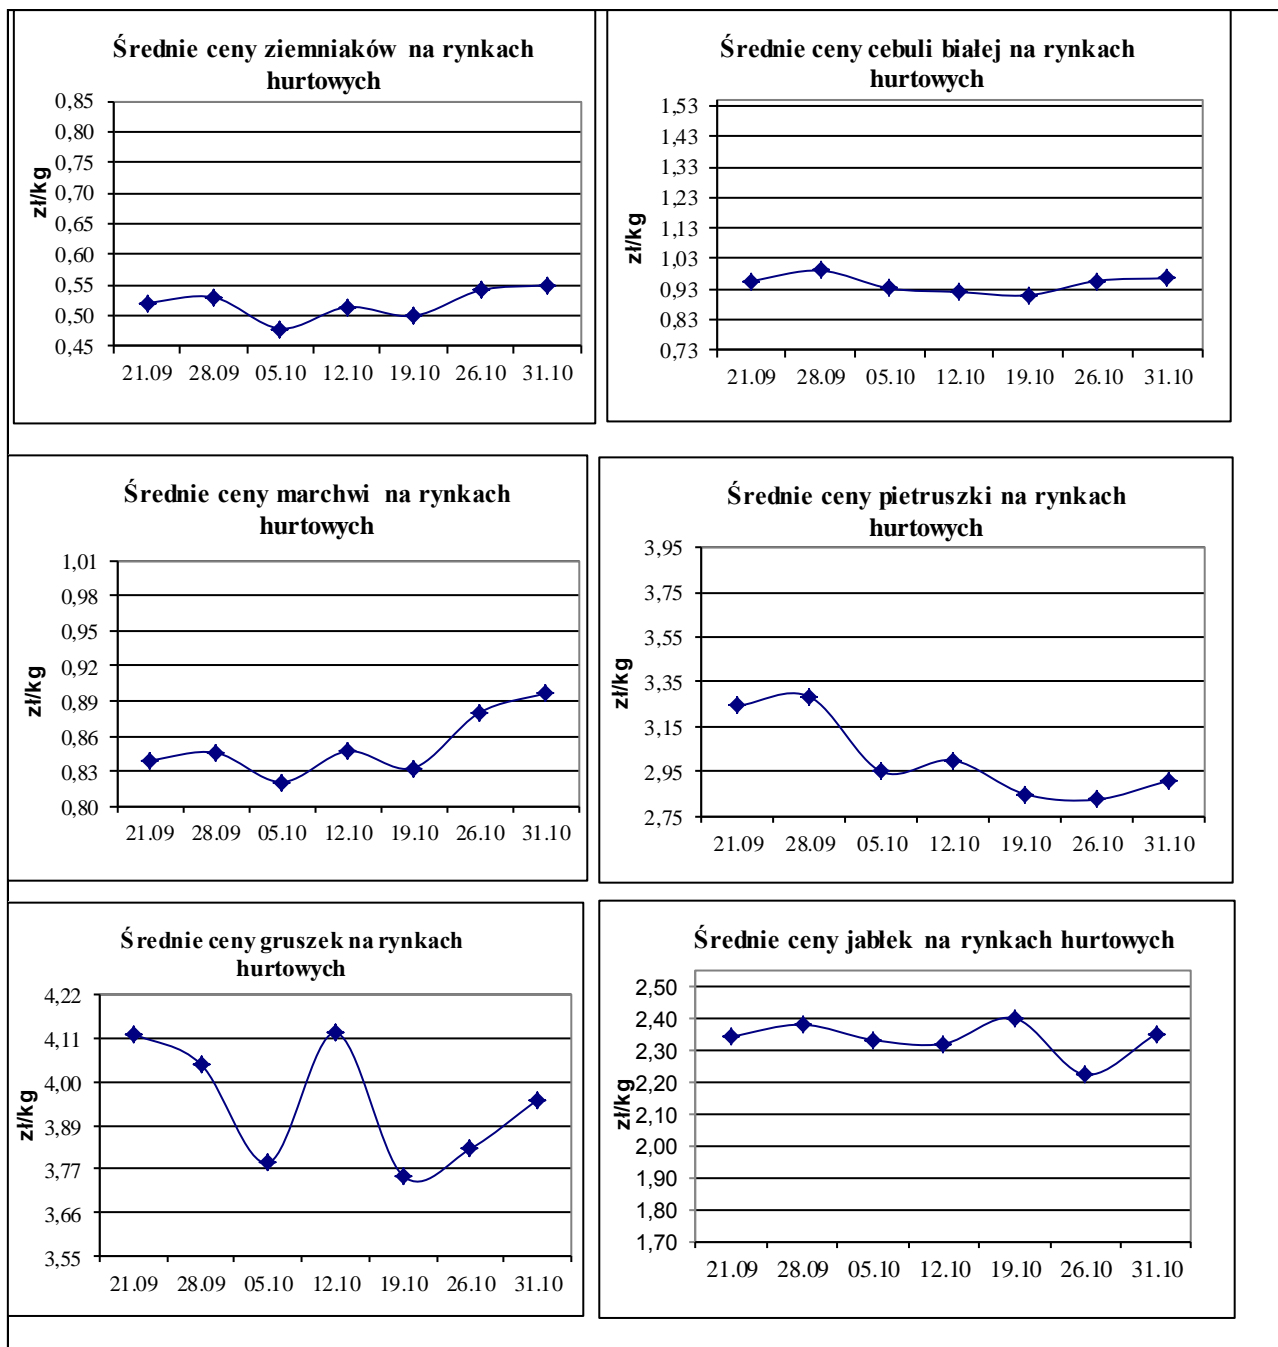 Średnie ceny ziemniaków na rynkach
hurtowych
zł/kg
0,85
0,80
0,75
0,70
0,65
0,60
0,55
0,50
0,45
21.09 28.09 05.10 12.10 19.10 26.10 31.10
Średnie ceny cebuli białej na rynkach
hurtowych
zł/kg
1,53
1,43
1,33
1,23
1,13
1,03
0,93
0,83
0,73
21.09 28.09 05.10 12.10 19.10 26.10 31.10
Średnie ceny marchwi na rynkach
hurtowych
zł/kg
1,01
0,98
0,95
0,92
0,89
0,86
0,83
0,80
21.09 28.09 05.10 12.10 19.10 26.10 31.10
Średnie ceny pietruszki na rynkach
hurtowych
zł/kg
3,95
3,75
3,55
3,35
3,15
2,95
2,75
21.09 28.09 05.10 12.10 19.10 26.10 31.10
Średnie ceny gruszek na rynkach
hurtowych
zł/kg
4,22
4,11
4,00
3,89
3,77
3,66
3,55
21.09 28.09 05.10 12.10 19.10 26.10 31.10
Średnie ceny jabłek na rynkach hurtowych
zł/kg
2,50
2,40
2,30
2,20
2,10
2,00
1,90
1,80
1,70
21.09 28.09 05.10 12.10 19.10 26.10 31.10